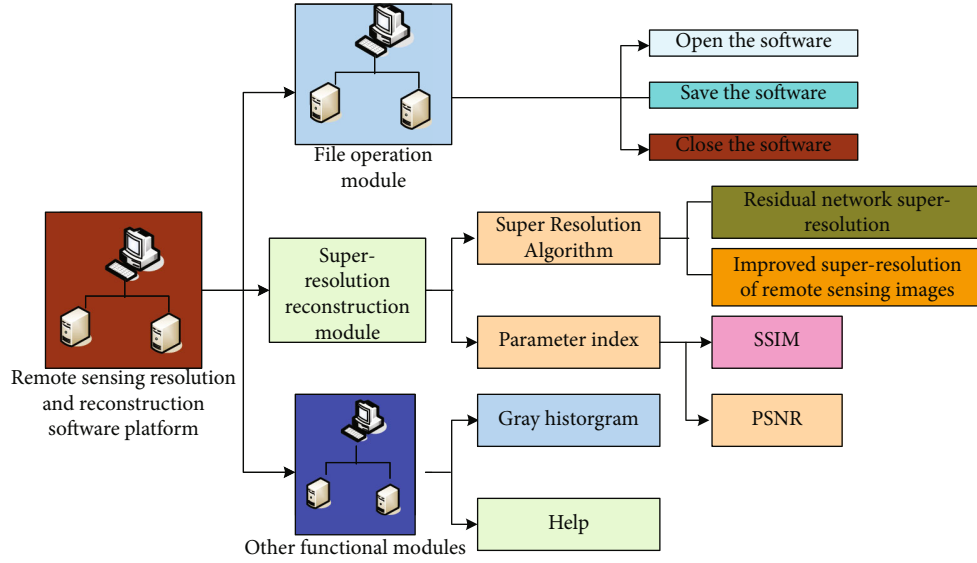 Open the software
Save the software
Close the software
File operation
module
Residual network super-
resolution
Super Resolution
Algorithm
Improved super-resolution
of remote sensing images
Super-
resolution
reconstruction
module
Parameter index
SSIM
PSNR
Remote sensing resolution
and reconstruction
software platform
Gray historgram
Help
Other functional modules